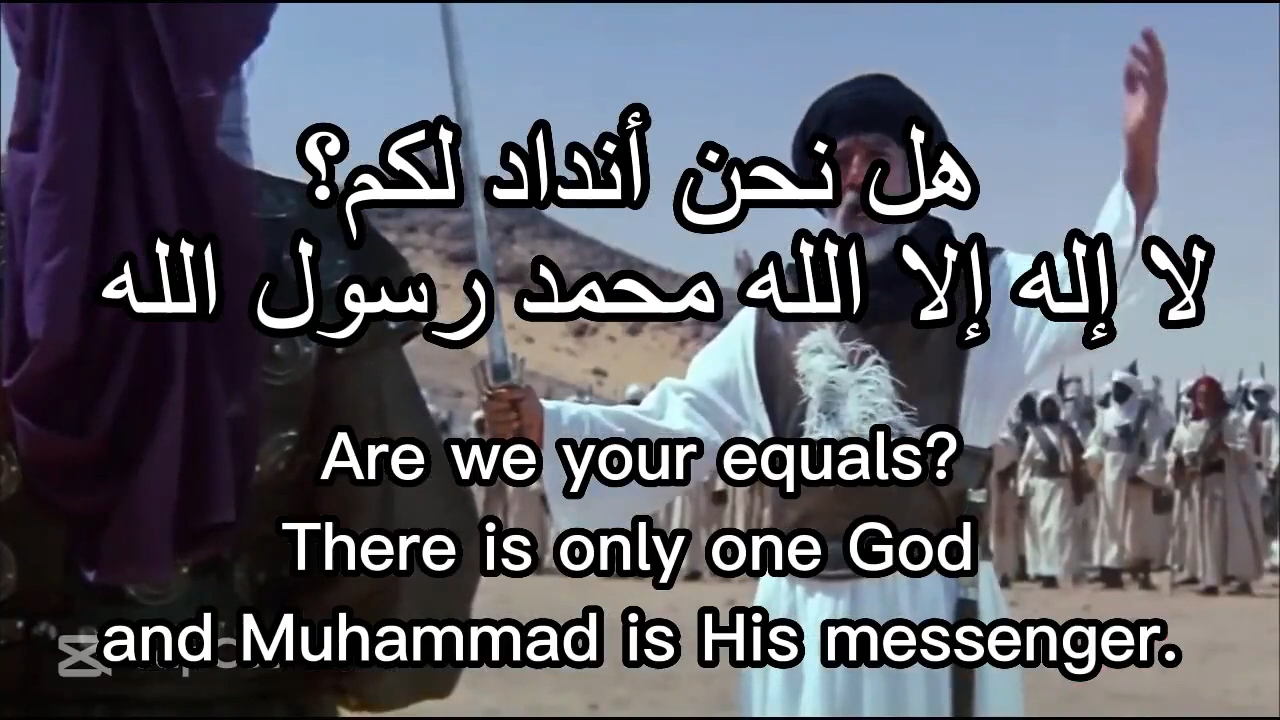 هل نحن أنداد لكم؟
لا إله إلا الله محمد رسول الله
Are we your equals?
There is only one God
and Muhammad is His messenger.